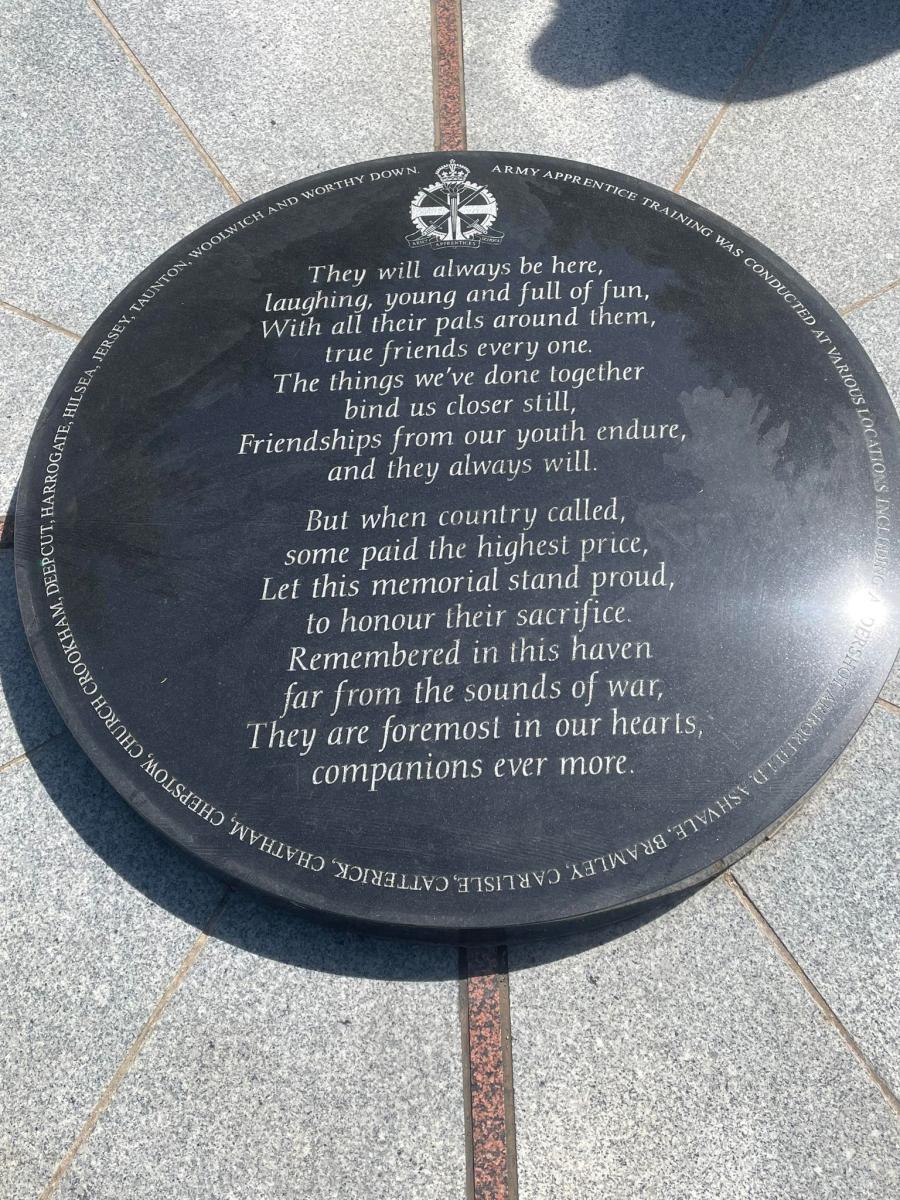 ARMY APPRENTICE TRAINING WAS CONDUCTED AT VARIOUS LOCATIONS INCLUDING ARBORFIELD, ASHVALE, BRAMLEY, CARLISLE, CATTERICK, CHATHAM, CHEPSTOW, CHURCH CROOKHAM, DEEPCUT, HARROGATE, HILSEA, JERSEY, TAUNTON, WOOLWICH AND WORTHY DOWN.
ARMY APPRENTICES
They will always be here,
laughing, young and full of fun,
With all their pals around them,
true friends every one.
The things we've done together
bind us closer still,
Friendships from our youth endure,
and they always will.
But when country called,
some paid the highest price,
Let this memorial stand proud,
to honour their sacrifice.
Remembered in this haven
far from the sounds of war,
They are foremost in our hearts,
companions ever more.